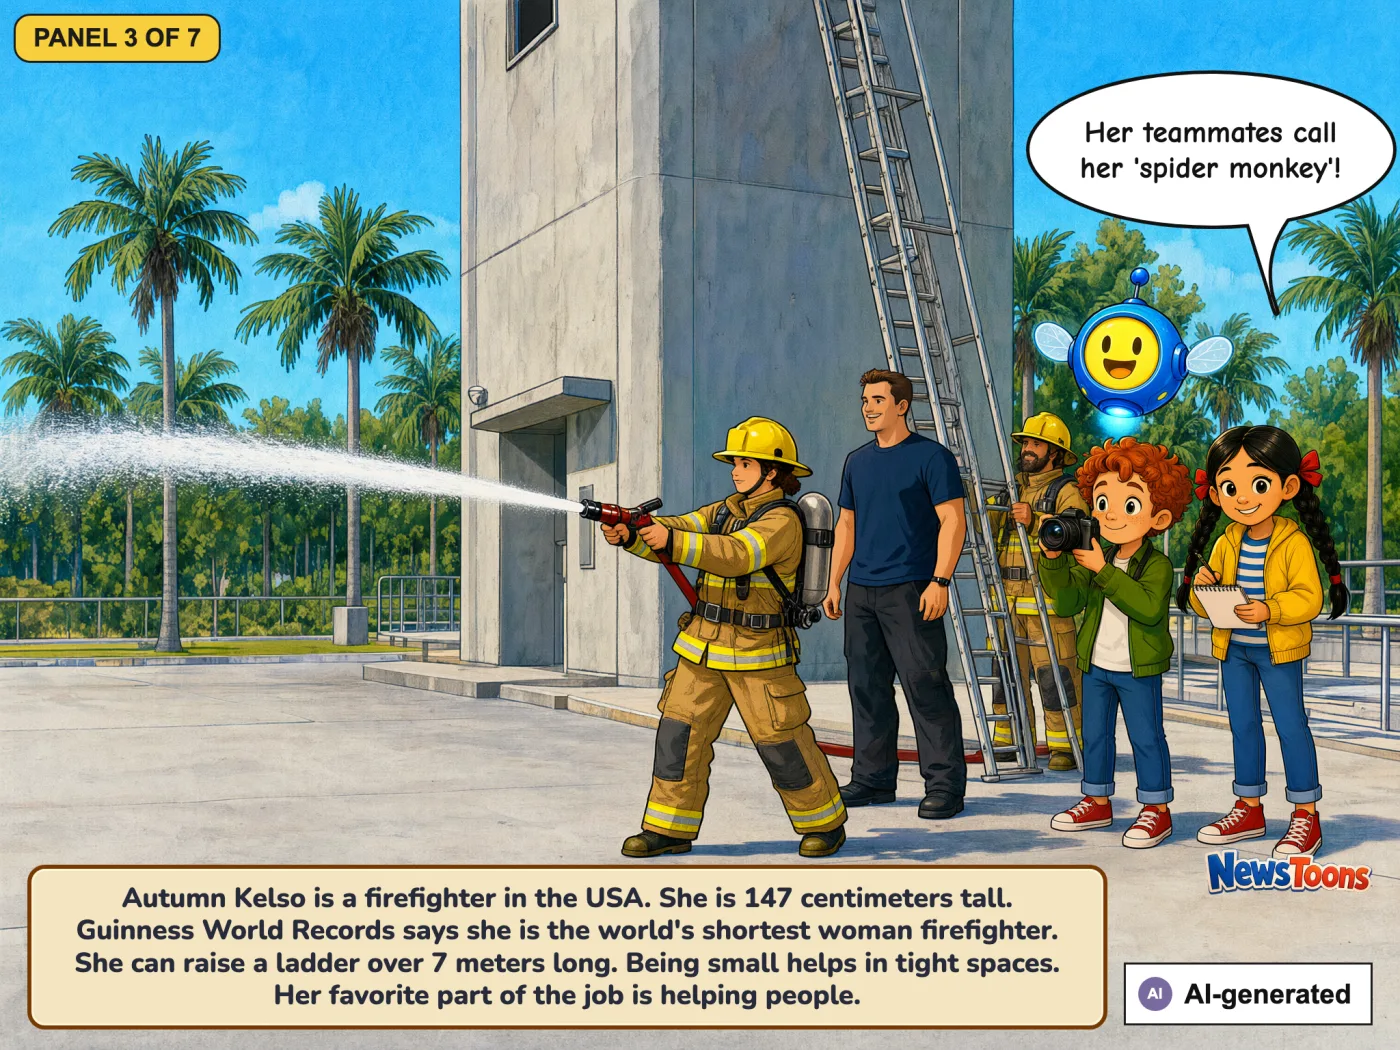 PANEL 3 OF 7
Her teammates call
her 'spider monkey'!
NewsToons
Autumn Kelso is a firefighter in the USA. She is 147 centimeters tall.
Guinness World Records says she is the world's shortest woman firefighter.
She can raise a ladder over 7 meters long. Being small helps in tight spaces.
Her favorite part of the job is helping people.
AI AI-generated